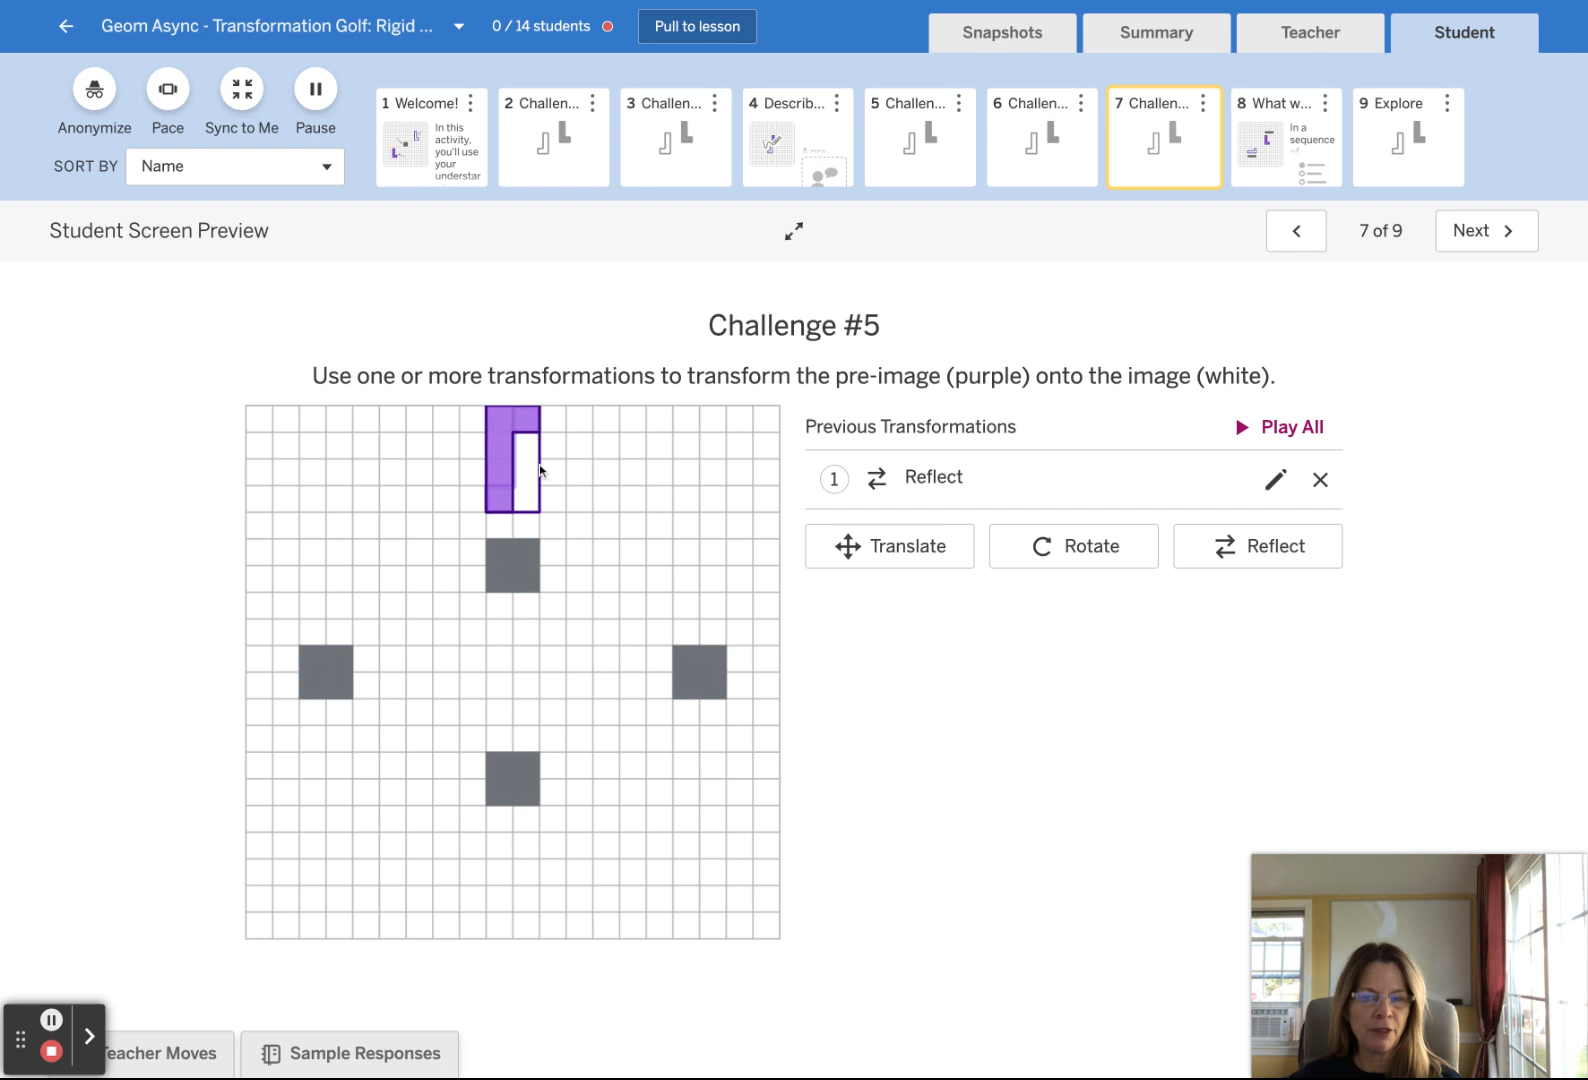 Geom Async - Transformation Golf: Rigid ...
0 / 14 students
Pull to lesson
Snapshots
Summary
Teacher
Student
Anonymize
Pace
Sync to Me
Pause
SORT BY
Name
1 Welcome!
In this
activity,
you'll use
your
understar
2 Challen...
3 Challen...
4 Describ...
5 Challen...
6 Challen...
7 Challen...
8 What w...
In a
sequence
9 Explore
Student Screen Preview
7 of 9
Next
Challenge #5
Use one or more transformations to transform the pre-image (purple) onto the image (white).
Previous Transformations
Play All
1
Reflect
Translate
Rotate
Reflect
Teacher Moves
Sample Responses